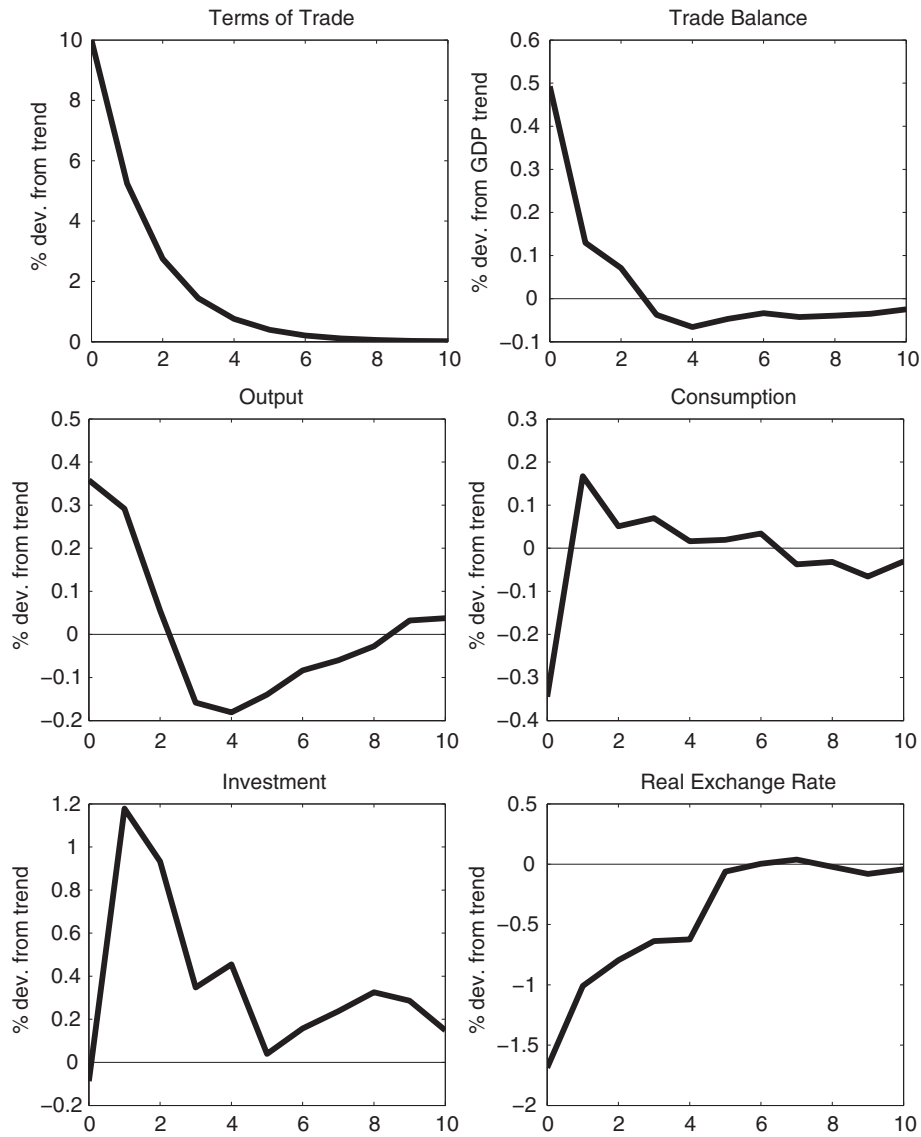 Terms of Trade
% dev. from trend
10
8
6
4
2
0
0 2 4 6 8 10
Trade Balance
% dev. from GDP trend
0.6
0.5
0.4
0.3
0.2
0.1
0
−0.1
0 2 4 6 8 10
Output
% dev. from trend
0.5
0.4
0.3
0.2
0.1
0
−0.1
−0.2
0 2 4 6 8 10
Consumption
% dev. from trend
0.3
0.2
0.1
0
−0.1
−0.2
−0.3
−0.4
0 2 4 6 8 10
Investment
% dev. from trend
1.2
1
0.8
0.6
0.4
0.2
0
−0.2
0 2 4 6 8 10
Real Exchange Rate
% dev. from trend
0.5
0
−0.5
−1
−1.5
−2
0 2 4 6 8 10